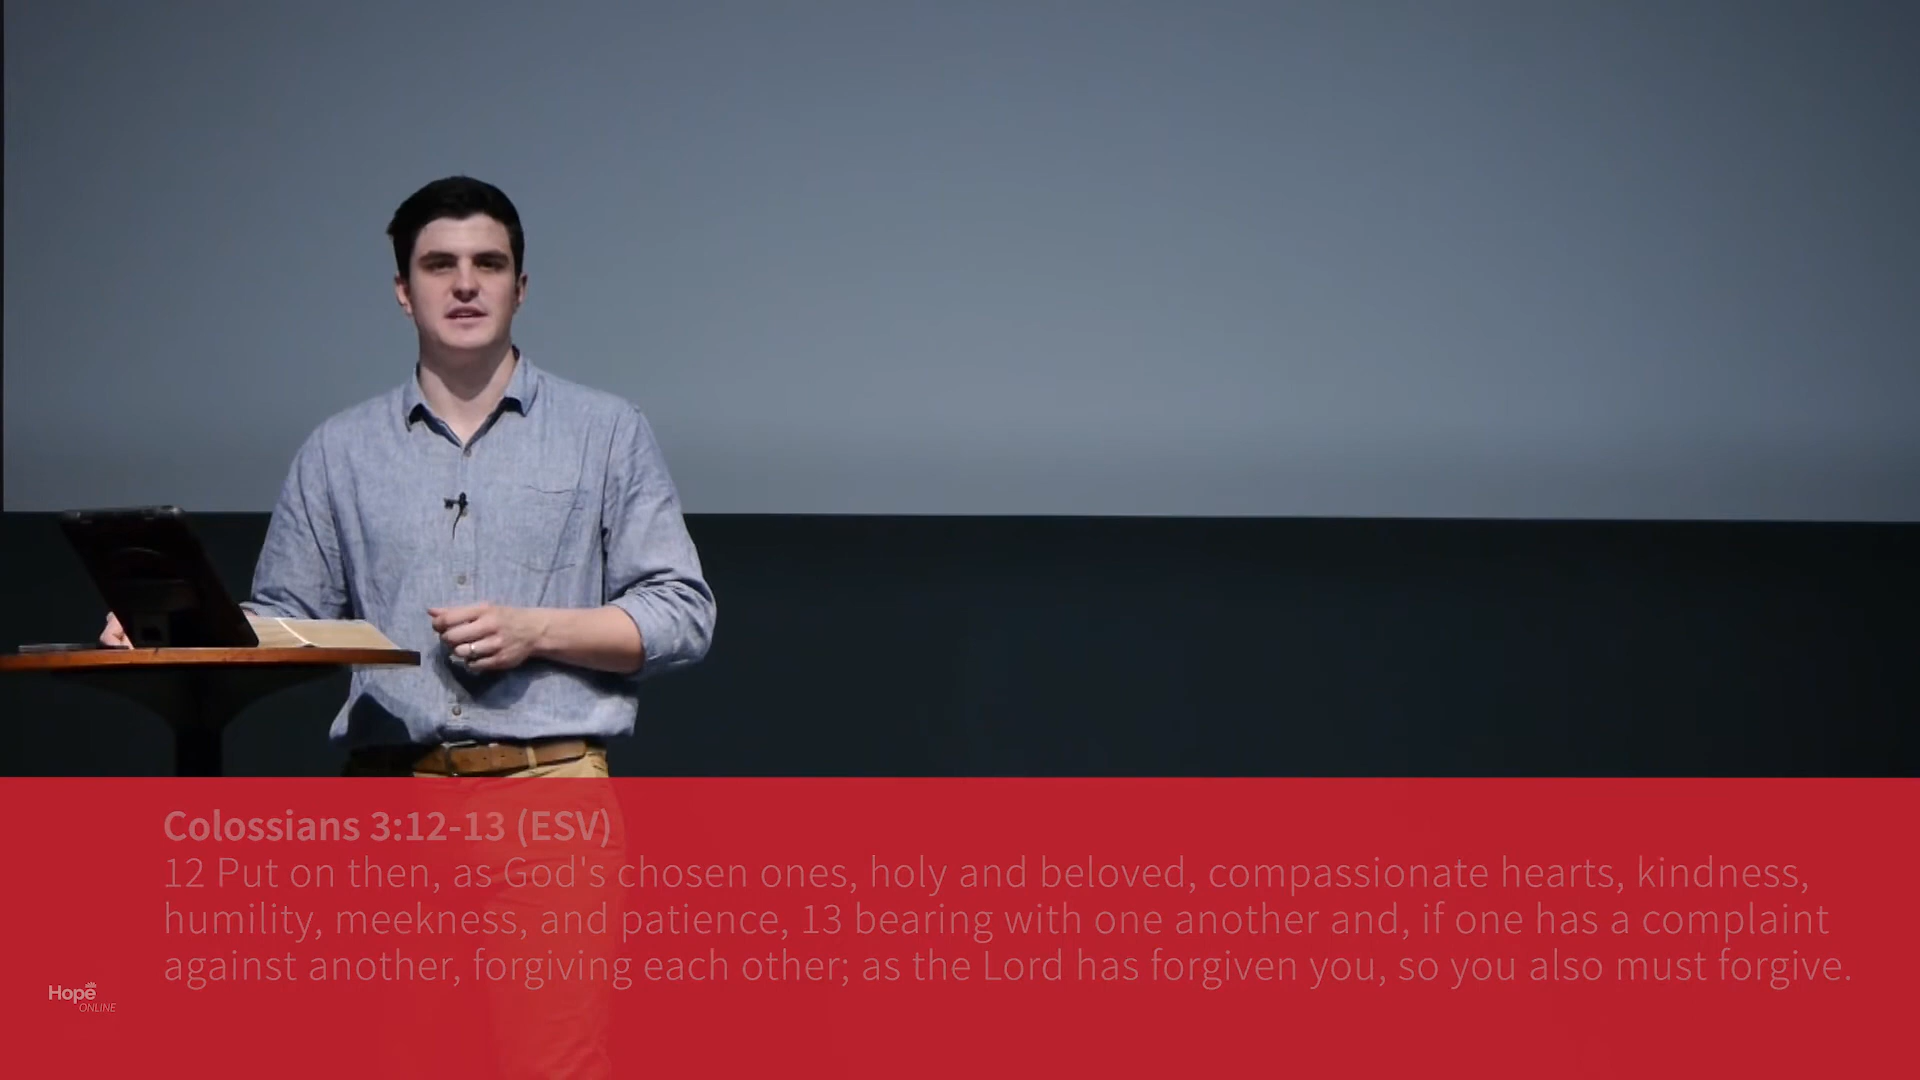 Colossians 3:12-13 (ESV)
12 Put on then, as God's chosen ones, holy and beloved, compassionate hearts, kindness,
humility, meekness, and patience, 13 bearing with one another and, if one has a complaint
against another, forgiving each other; as the Lord has forgiven you, so you also must forgive.
Hope
ONLINE